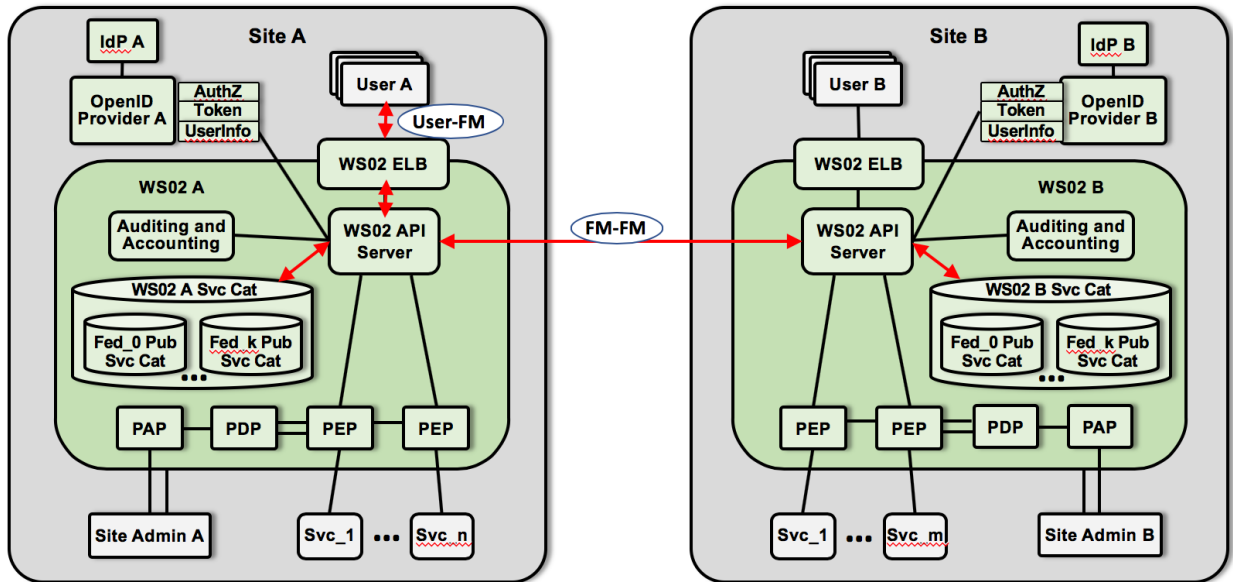 Site A
IdP A
OpenID
Provider A
AuthZ
Token
UserInfo
User A
User-FM
WS02 ELB
WS02 A
Auditing and
Accounting
WS02 API
Server
WS02 A Svc Cat
Fed_0 Pub
Svc Cat
Fed_k Pub
Svc Cat
...
PAP
PDP
PEP
PEP
Site Admin A
Svc_1
...
Svc_n
FM-FM
Site B
User B
IdP B
AuthZ
Token
UserInfo
OpenID
Provider B
WS02 ELB
WS02 B
WS02 API
Server
Auditing and
Accounting
WS02 B Svc Cat
Fed_0 Pub
Svc Cat
Fed_k Pub
Svc Cat
...
PEP
PEP
PDP
PAP
Svc_1
...
Svc_m
Site Admin B